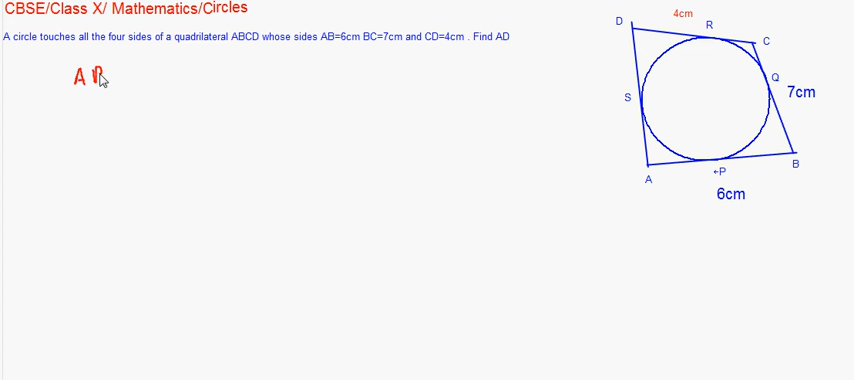 CBSE/Class X/ Mathematics/Circles
A circle touches all the four sides of a quadrilateral ABCD whose sides AB=6cm BC=7cm and CD=4cm . Find AD
A P
D
4cm
R
C
Q
7cm
S
A
←P
B
6cm